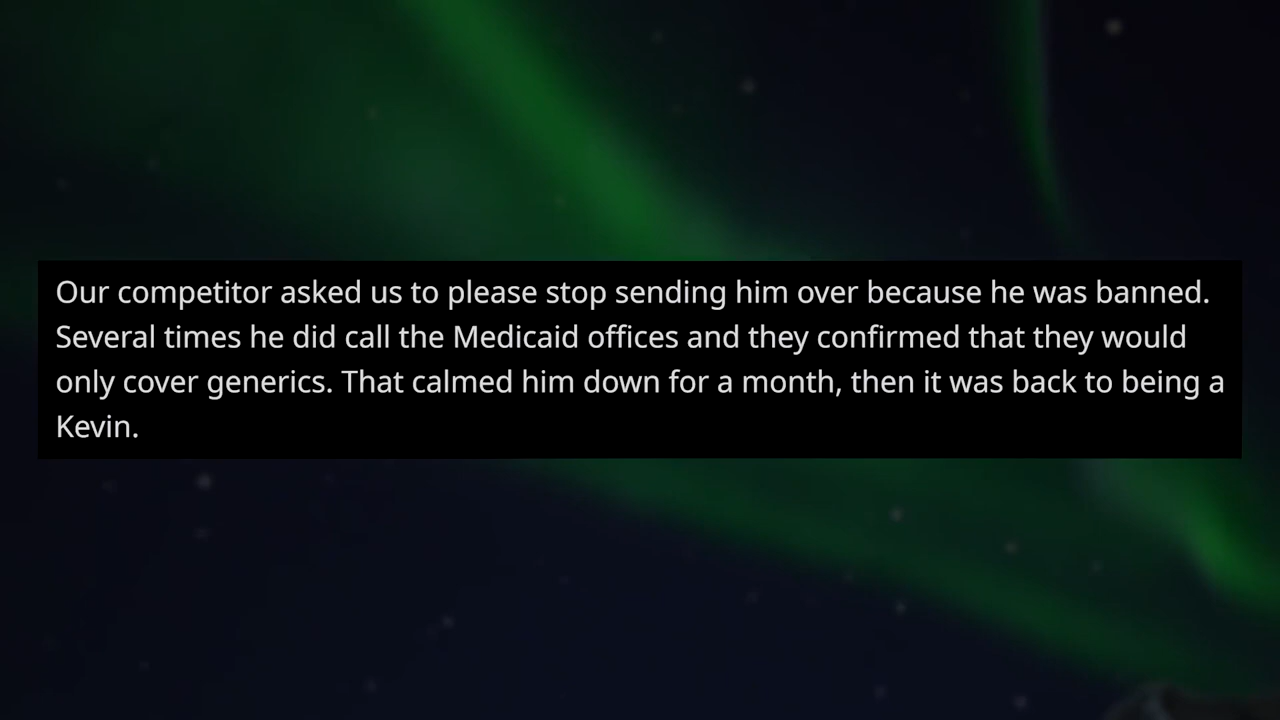 Our competitor asked us to please stop sending him over because he was banned.
Several times he did call the Medicaid offices and they confirmed that they would
only cover generics. That calmed him down for a month, then it was back to being a
Kevin.